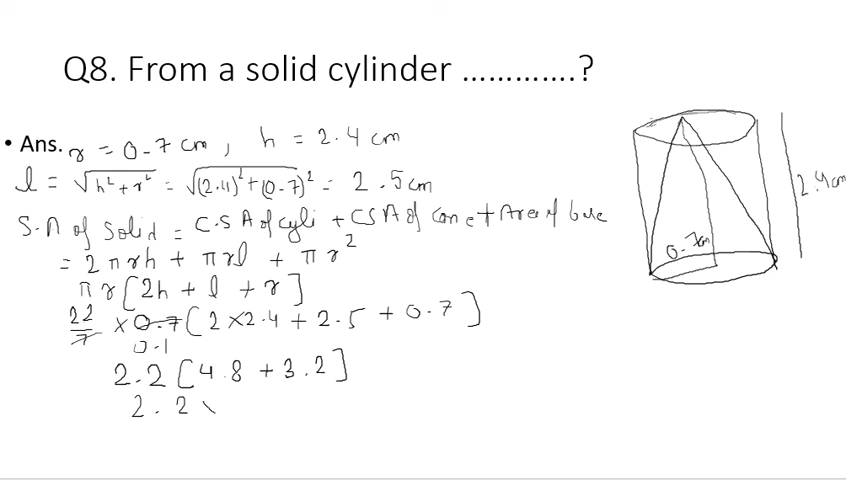 Q8. From a solid cylinder ………….?
• Ans. r = 0.7 cm, h = 2.4 cm
l = √h²+r² = √(2.4)²+(0.7)² = 2.5cm
S.A of Solid = C.S A of cyli + CSA of Cone + Area of base
= 2πrh + πrl + πr²
πr[2h + l + r]
22/7 × 0.7 (2×2.4 + 2.5 + 0.7]
0.1
2.2 [4.8 + 3.2]
2.2
2.4cm
0.7cm